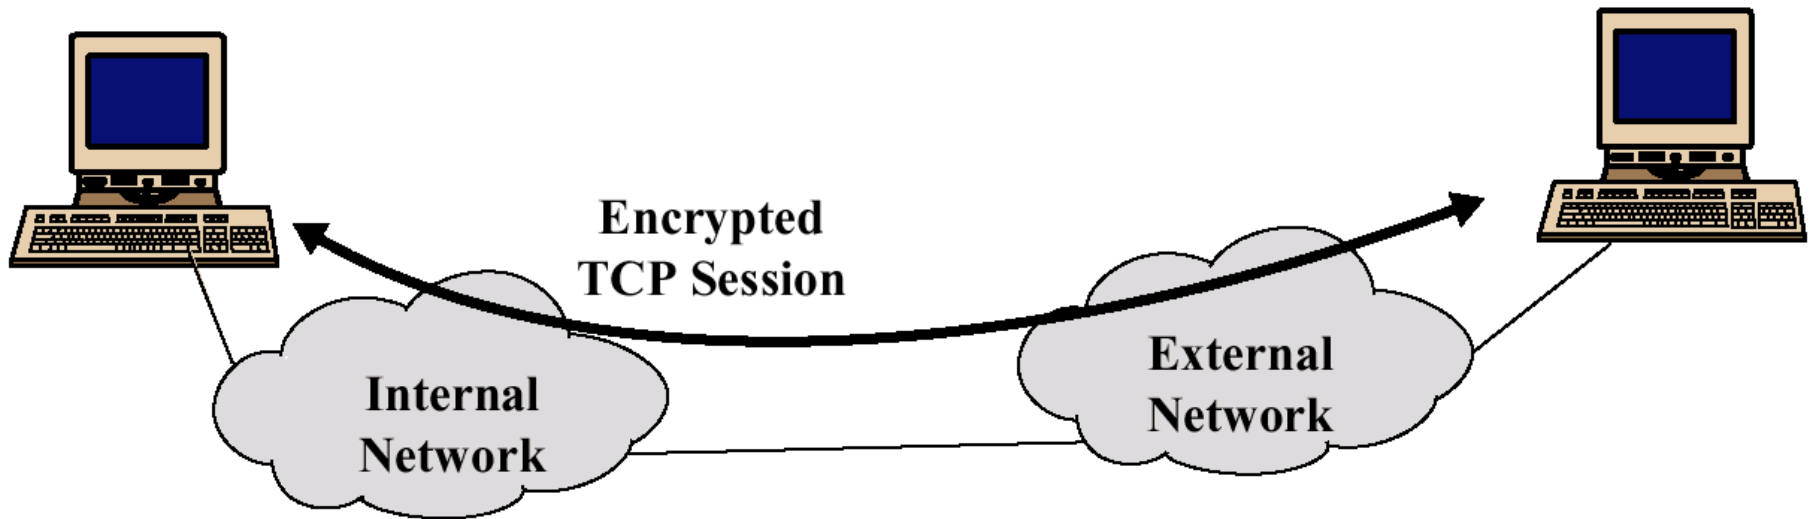 Encrypted
TCP Session
Internal
Network
External
Network